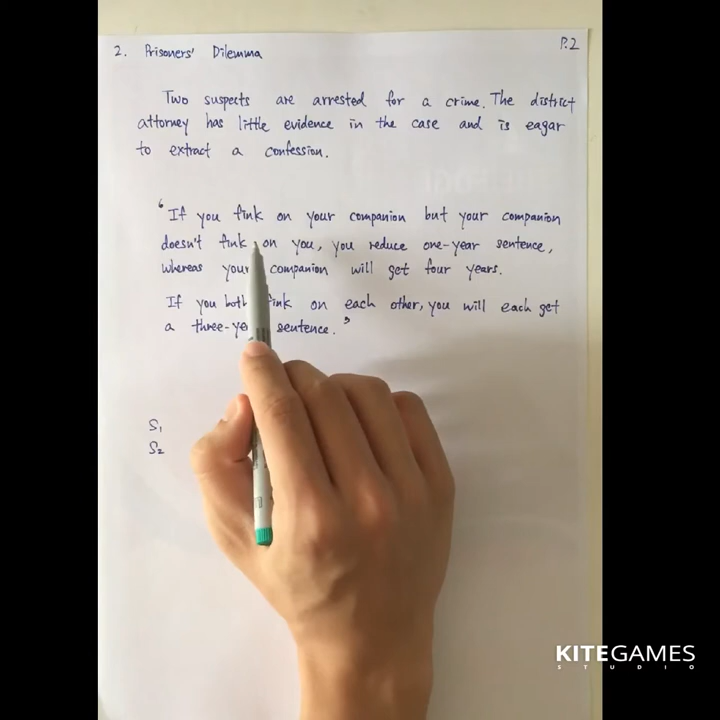 2. Prisoners' Dilemma
P.2
Two suspects are arrested for a crime. The district
attorney has little evidence in the case and is eagar
to extract a confession.
"If you fink on your companion but your companion
doesn't fink on you, you reduce one-year sentence,
whereas your companion will get four years.
If you both fink on each other, you will each get
a three-ye sentence."
S1
S2
KITEGAMES
STUDIO